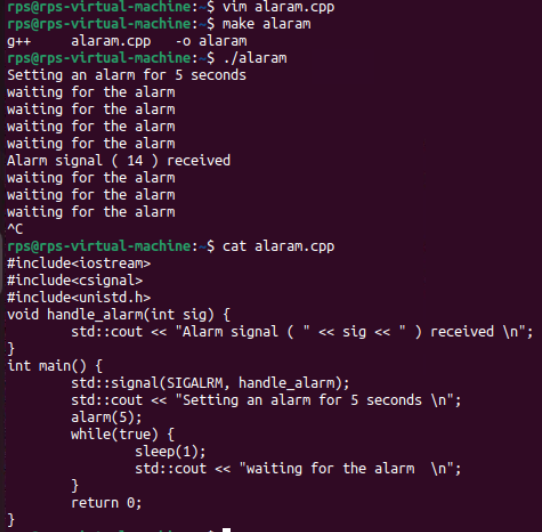 rps@rps-virtual-machine:~$ vim alaram.cpp
rps@rps-virtual-machine:~$ make alaram
g++     alaram.cpp   -o alaram
rps@rps-virtual-machine:~$ ./alaram
Setting an alarm for 5 seconds
waiting for the alarm
waiting for the alarm
waiting for the alarm
waiting for the alarm
Alarm signal ( 14 ) received
waiting for the alarm
waiting for the alarm
waiting for the alarm
^C
rps@rps-virtual-machine:~$ cat alaram.cpp
#include<iostream>
#include<csignal>
#include<unistd.h>
void handle_alarm(int sig) {
        std::cout << "Alarm signal ( " << sig << " ) received \n";
}
int main() {
        std::signal(SIGALRM, handle_alarm);
        std::cout << "Setting an alarm for 5 seconds \n";
        alarm(5);
        while(true) {
                sleep(1);
                std::cout << "waiting for the alarm  \n";
        }
        return 0;
}